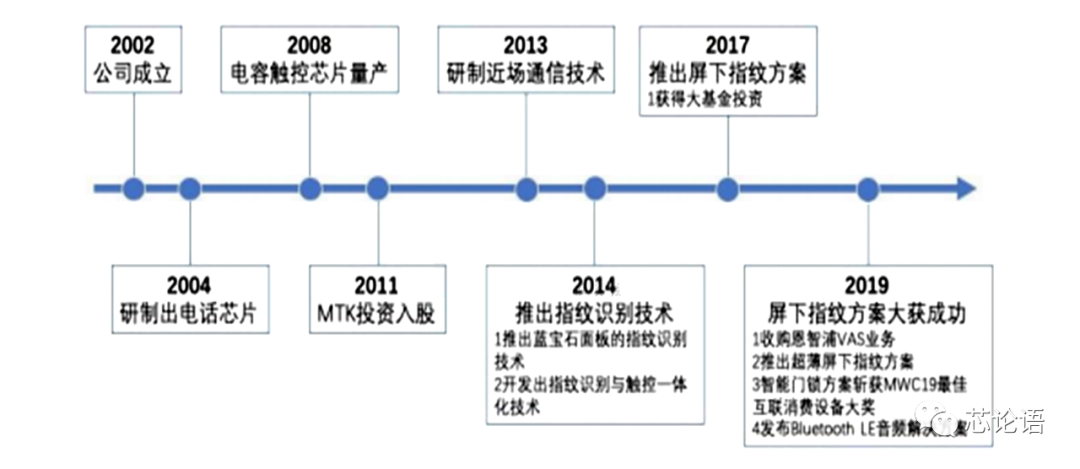 2002
公司成立
2008
电容触控芯片量产
2013
研制近场通信技术
2017
推出屏下指纹方案
1获得大基金投资
2004
研制出电话芯片
2011
MTK投资入股
2014
推出指纹识别技术
1推出蓝宝石面板的指纹识别
技术
2开发出指纹识别与触控一体
化技术
2019
屏下指纹方案大获成功
1收购恩智浦VAS业务
2推出超薄屏下指纹方案
3智能门锁方案斩获MWC19最佳
互联消费设备大奖
4发布Bluetooth LE音频解决方案
芯论语